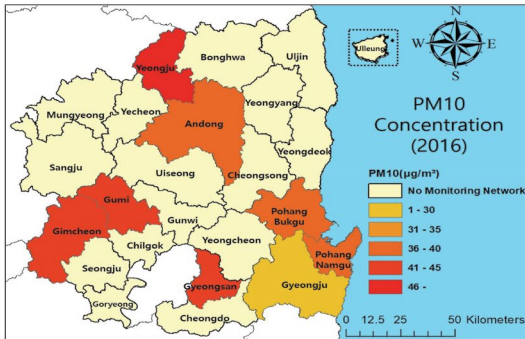 Yeongju
Bonghwa
Uljin
Ulleung
N
W
E
S
Mungyeong
Yecheon
Andong
Yeongyang
PM10
Concentration
(2016)
Sangju
Uiseong
Cheongsong
Yeongdeok
PM10(μg/m³)
No Monitoring Network
1 - 30
31 - 35
36 - 40
41 - 45
46 -
Gumi
Gimcheon
Gunwi
Pohang
Bukgu
Chilgok
Yeongcheon
Pohang
Namgu
Seongju
Gyeongsan
Gyeongju
Goryeong
Cheongdo
0 12.5 25 50 Kilometers